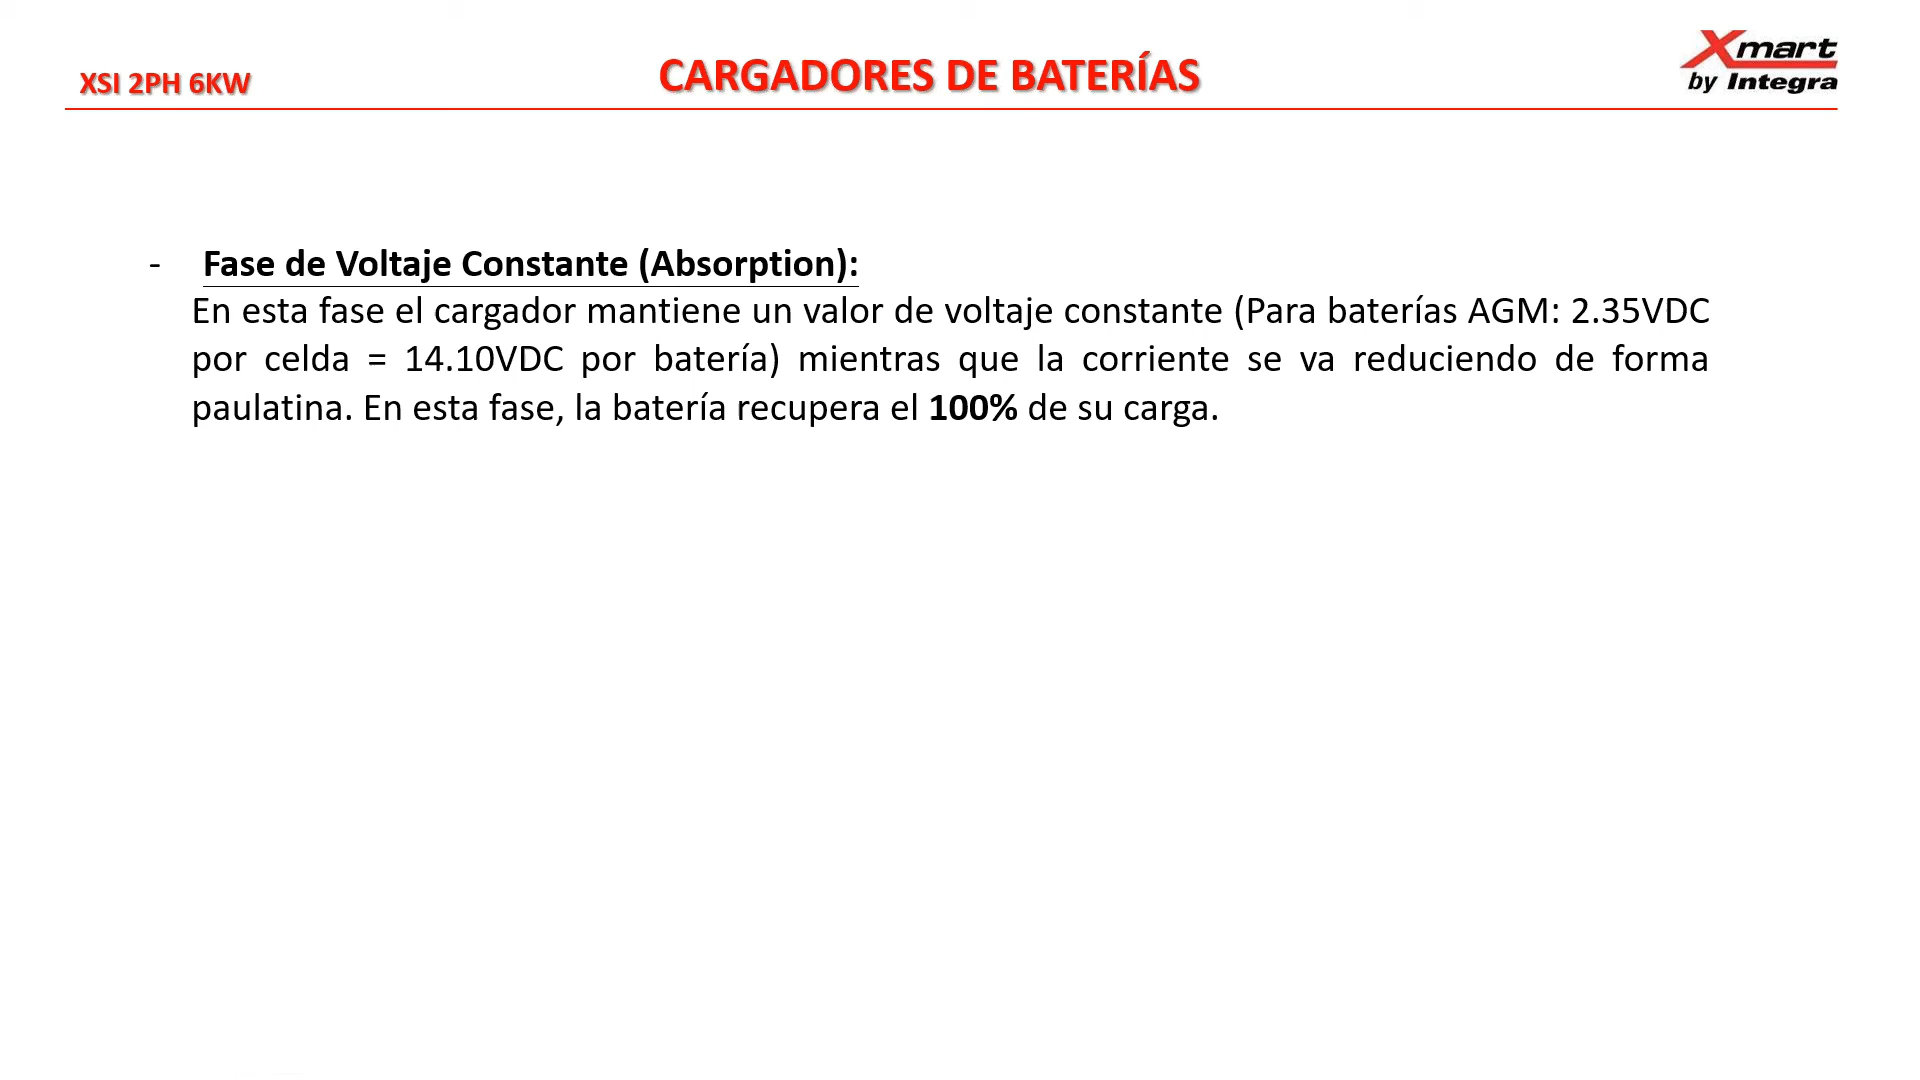 XSI 2PH 6KW
CARGADORES DE BATERÍAS
Xmart
by Integra
- Fase de Voltaje Constante (Absorption):
En esta fase el cargador mantiene un valor de voltaje constante (Para baterías AGM: 2.35VDC
por celda = 14.10VDC por batería) mientras que la corriente se va reduciendo de forma
paulatina. En esta fase, la batería recupera el 100% de su carga.